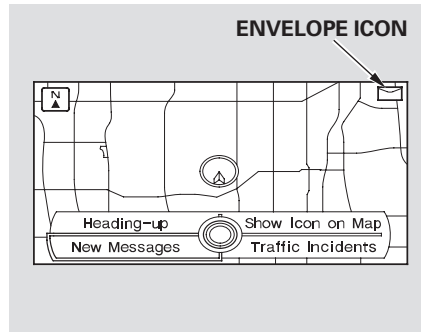 ENVELOPE ICON
N
Heading-up Show Icon on Map
New Messages Traffic Incidents